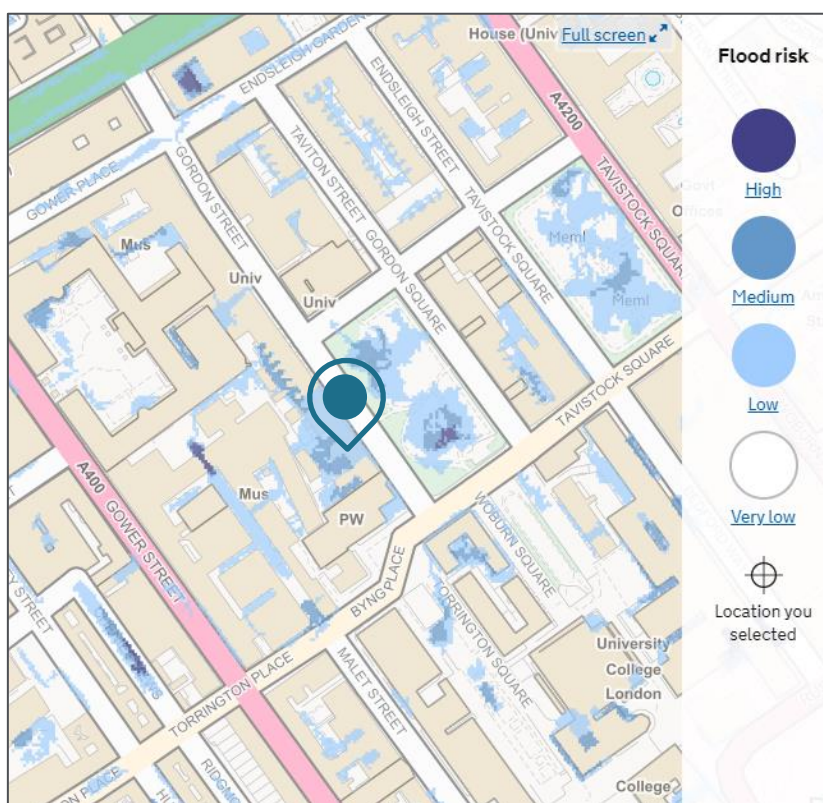 House (Univ
Full screen
ENDSLEIGH GARDENS
ENDSLEIGH STREET
A4200
TAVISTOCK SQUARE
TAVITON STREET
GORDON STREET
GOWER PLACE
Mus
Meml
Univ
Univ
GORDON SQUARE
TAVISTOCK SQUARE
Meml
TAVISTOCK SQUARE
A400
GOWER STREET
Mus
PW
BYNG PLACE
WOBURN SQUARE
TORRINGTON SQUARE
TORRINGTON PLACE
MALET STREET
University
College
London
College
STREET
Flood risk
High
Medium
Low
Very low
Location you
selected